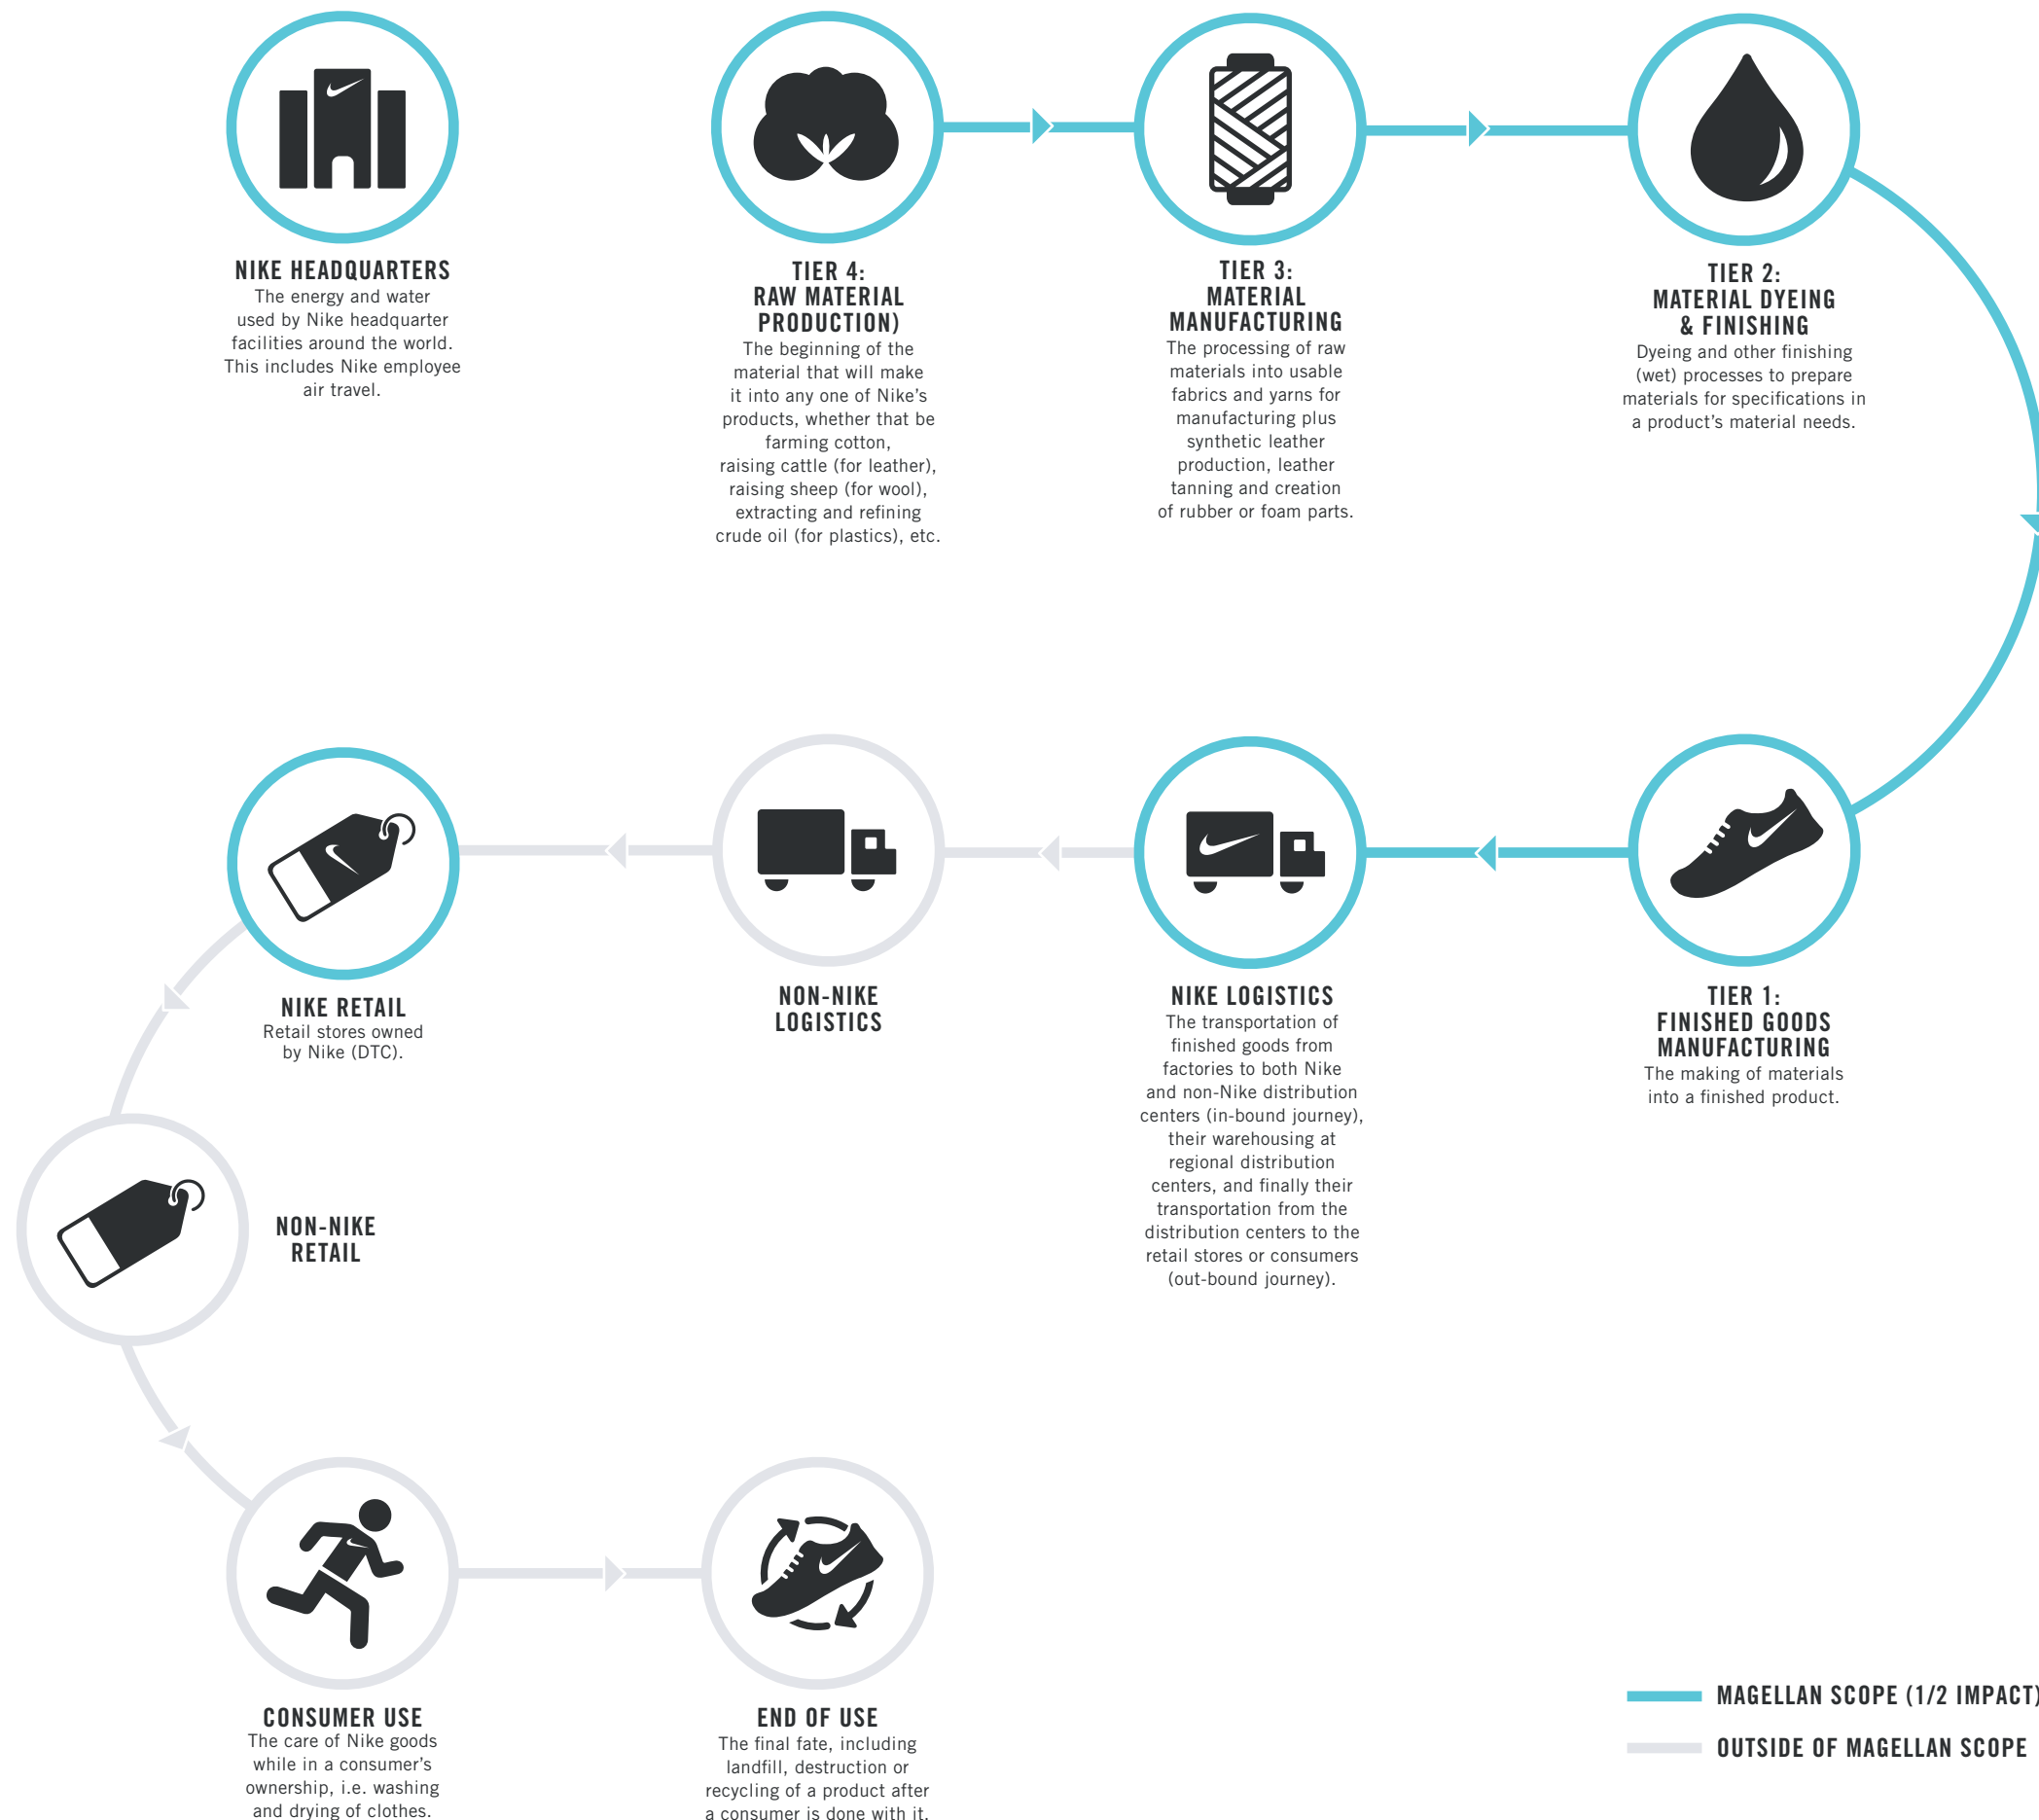 NIKE HEADQUARTERS
The energy and water
used by Nike headquarter
facilities around the world.
This includes Nike employee
air travel.
TIER 4:
RAW MATERIAL
PRODUCTION)
The beginning of the
material that will make
it into any one of Nike’s
products, whether that be
farming cotton,
raising cattle (for leather),
raising sheep (for wool),
extracting and refining
crude oil (for plastics), etc.
TIER 3:
MATERIAL
MANUFACTURING
The processing of raw
materials into usable
fabrics and yarns for
manufacturing plus
synthetic leather
production, leather
tanning and creation
of rubber or foam parts.
TIER 2:
MATERIAL DYEING
& FINISHING
Dyeing and other finishing
(wet) processes to prepare
materials for specifications in
a product’s material needs.
NIKE RETAIL
Retail stores owned
by Nike (DTC).
NON-NIKE
LOGISTICS
NIKE LOGISTICS
The transportation of
finished goods from
factories to both Nike
and non-Nike distribution
centers (in-bound journey),
their warehousing at
regional distribution
centers, and finally their
transportation from the
distribution centers to the
retail stores or consumers
(out-bound journey).
TIER 1:
FINISHED GOODS
MANUFACTURING
The making of materials
into a finished product.
NON-NIKE
RETAIL
CONSUMER USE
The care of Nike goods
while in a consumer’s
ownership, i.e. washing
and drying of clothes.
END OF USE
The final fate, including
landfill, destruction or
recycling of a product after
a consumer is done with it.
MAGELLAN SCOPE (1/2 IMPACT)
OUTSIDE OF MAGELLAN SCOPE